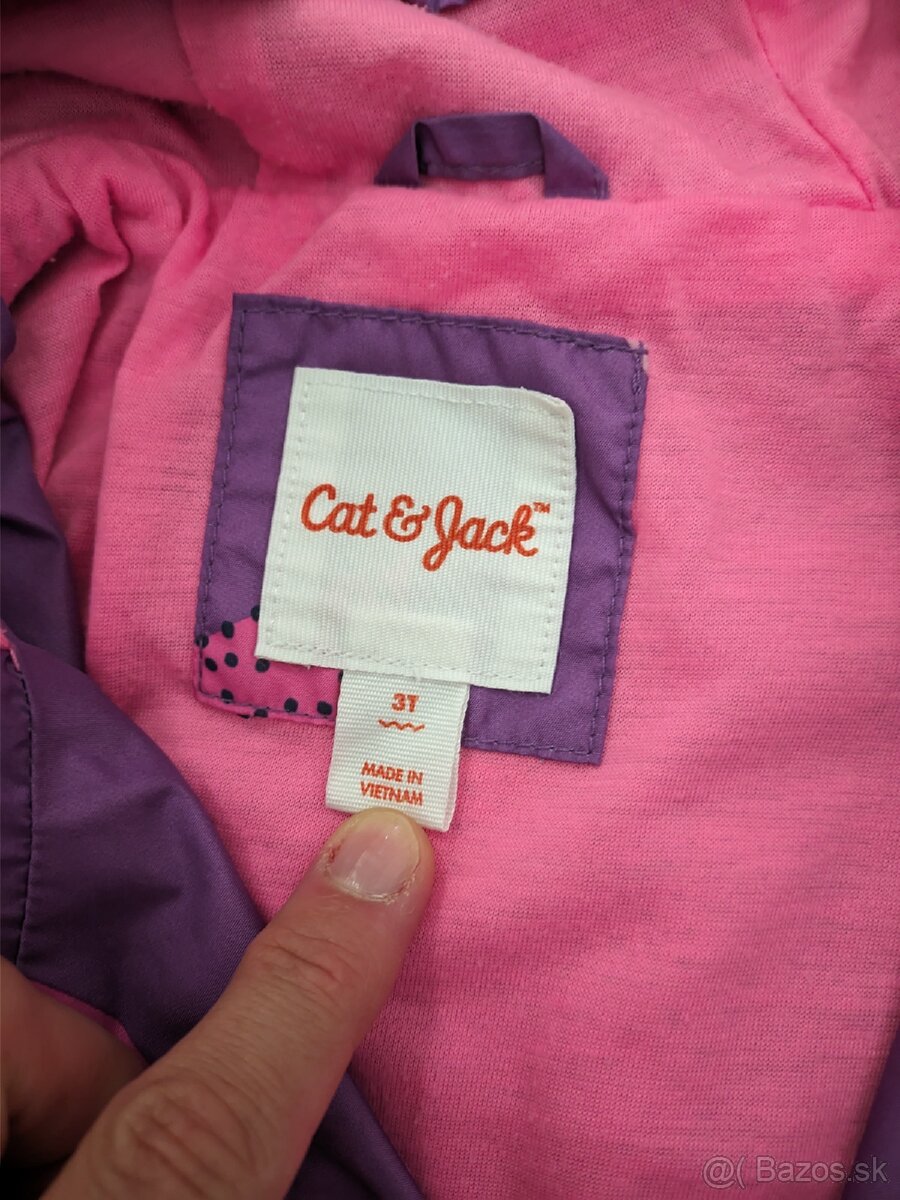 Cat & Jack™
3T
MADE IN
VIETNAM
@( Bazos.sk